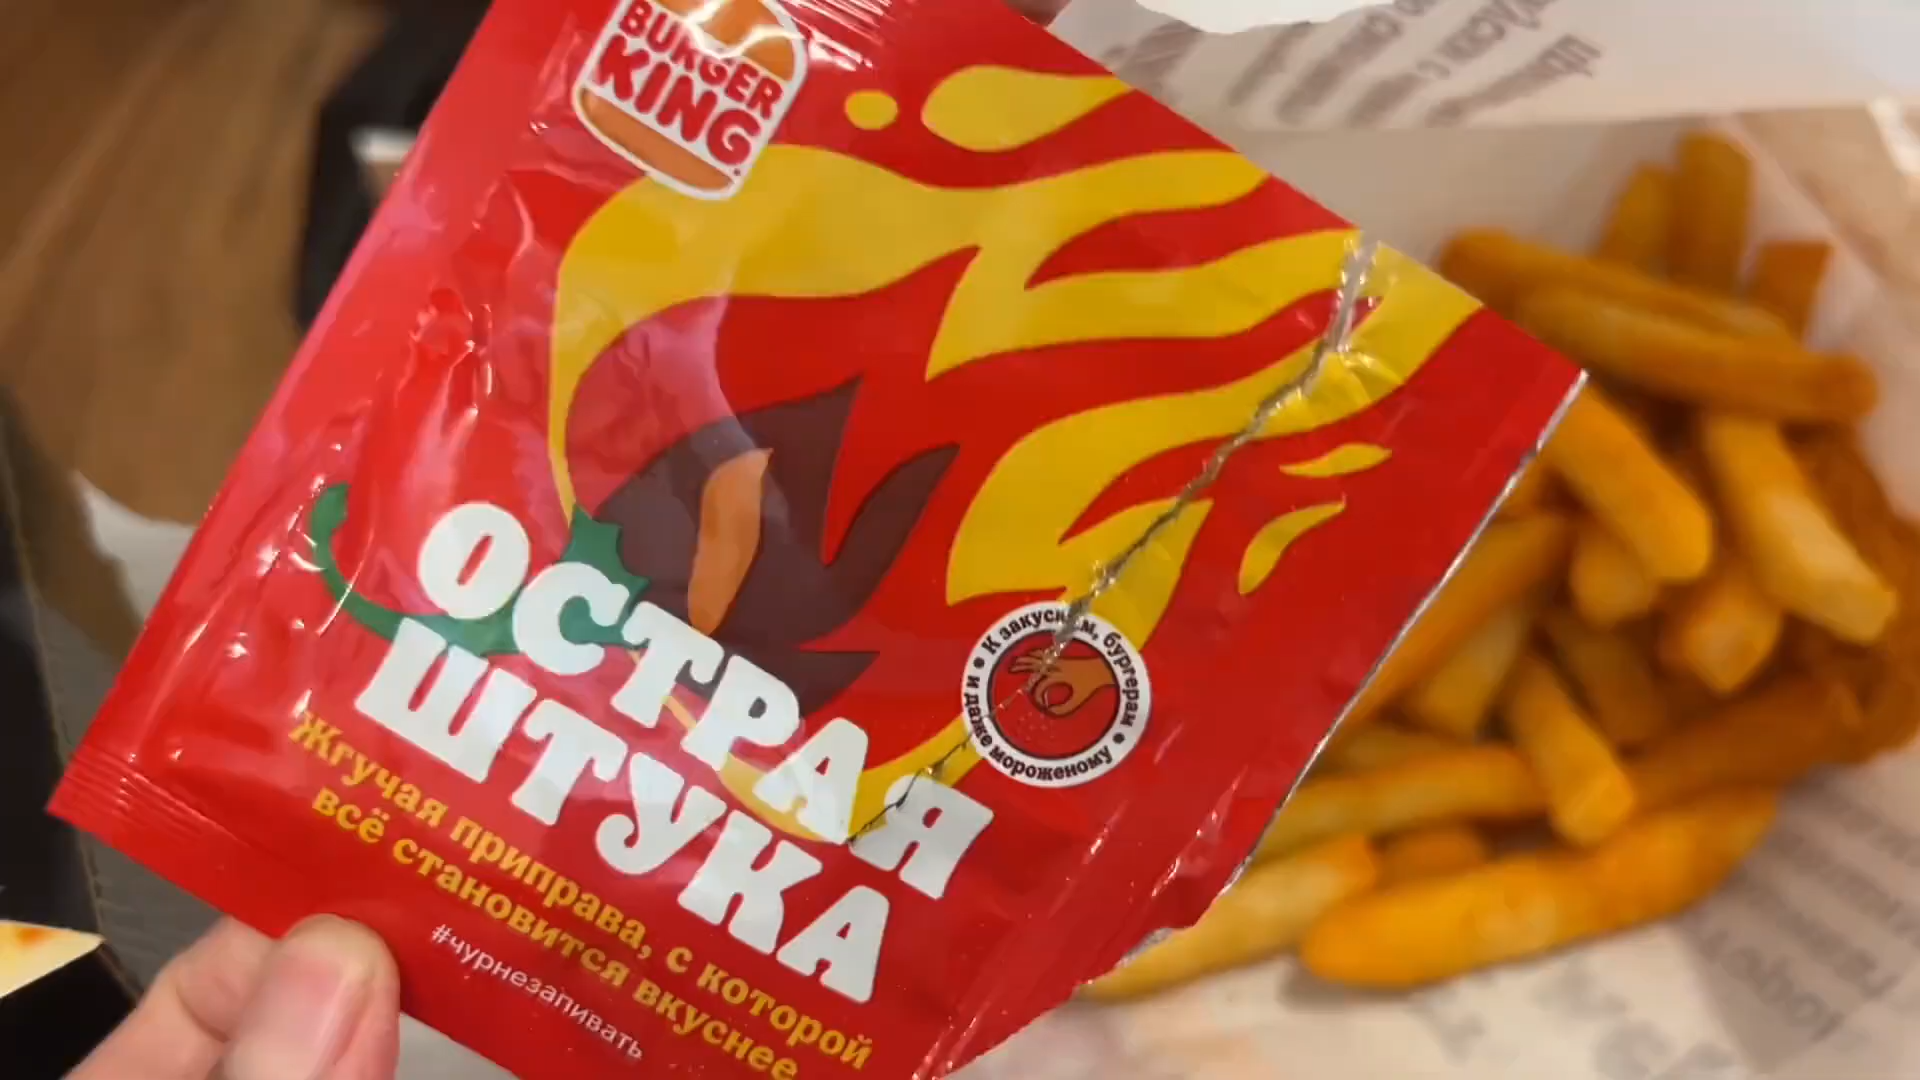 BURGER
KING
ОСТРАЯ
ШТУКА
Жгучая приправа, с которой
всё становится вкуснее
#чурнезапивать
• К закускам, бургерам •
и даже мороженому